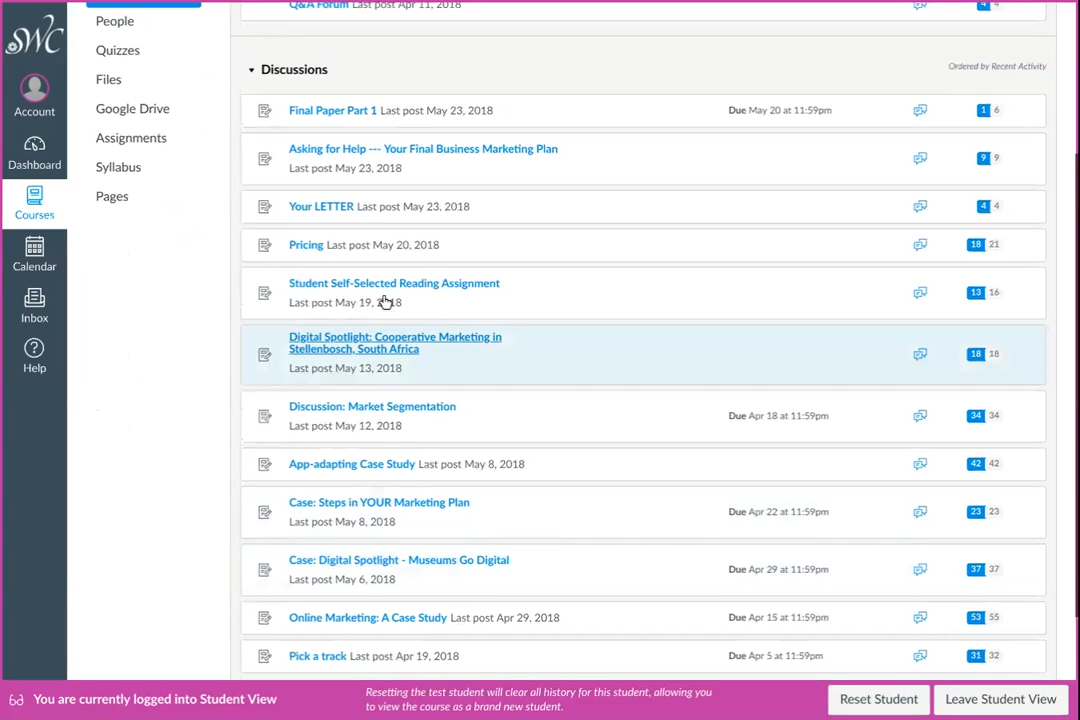 Q&A Forum Last post Apr 11, 2018 4 4
SWC
People
Quizzes
Files
Google Drive
Assignments
Syllabus
Pages
Account
Dashboard
Courses
Calendar
Inbox
Help
Discussions
Ordered by Recent Activity
Final Paper Part 1 Last post May 23, 2018 Due May 20 at 11:59pm 1 6
Asking for Help --- Your Final Business Marketing Plan
Last post May 23, 2018 9 9
Your LETTER Last post May 23, 2018 4 4
Pricing Last post May 20, 2018 18 21
Student Self-Selected Reading Assignment
Last post May 19, 2018 13 16
Digital Spotlight: Cooperative Marketing in
Stellenbosch, South Africa
Last post May 13, 2018 18 18
Discussion: Market Segmentation
Last post May 12, 2018 Due Apr 18 at 11:59pm 34 34
App-adapting Case Study Last post May 8, 2018 42 42
Case: Steps in YOUR Marketing Plan
Last post May 8, 2018 Due Apr 22 at 11:59pm 23 23
Case: Digital Spotlight - Museums Go Digital
Last post May 6, 2018 Due Apr 29 at 11:59pm 37 37
Online Marketing: A Case Study Last post Apr 29, 2018 Due Apr 15 at 11:59pm 53 55
Pick a track Last post Apr 19, 2018 Due Apr 5 at 11:59pm 31 32
You are currently logged into Student View
Resetting the test student will clear all history for this student, allowing you
to view the course as a brand new student.
Reset Student
Leave Student View